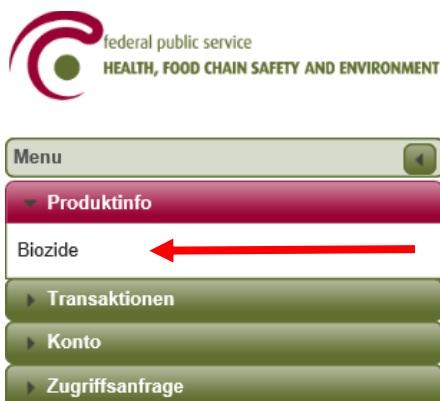 federal public service
HEALTH, FOOD CHAIN SAFETY AND ENVIRONMENT
Menu
Produktinfo
Biozide
Transaktionen
Konto
Zugriffsanfrage